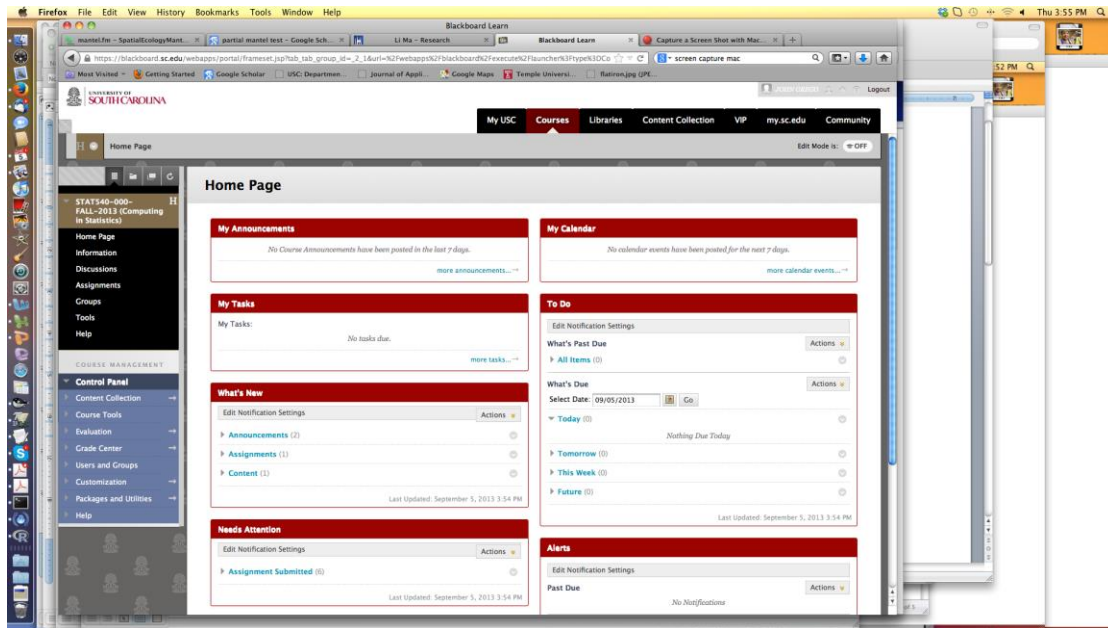 Firefox File Edit View History Bookmarks Tools Window Help
Thu 3:55 PM
Blackboard Learn
mantel.fm - SpatialEcologyMant...
partial mantel test - Google Sch...
Li Ma - Research
Blackboard Learn
Capture a Screen Shot with Mac...
https://blackboard.sc.edu/webapps/portal/frameset.jsp?tab_tab_group_id=_2_1&url=%2Fwebapps%2Fblackboard%2Fexecute%2Flauncher%3Ftype%3DCo
screen capture mac
:52 PM
Most Visited
Getting Started
Google Scholar
USC: Departmen...
Journal of Appli...
Google Maps
Temple Universi...
flatiron.jpg (JPE...
UNIVERSITY OF
SOUTH CAROLINA
Logout
My USC Courses Libraries Content Collection VIP my.sc.edu Community
H Home Page
Edit Mode is: OFF
STAT540-000-
FALL-2013 (Computing
in Statistics)
H
Home Page
Information
Discussions
Assignments
Groups
Tools
Help
COURSE MANAGEMENT
Control Panel
Content Collection
Course Tools
Evaluation
Grade Center
Users and Groups
Customization
Packages and Utilities
Help
Home Page
My Announcements
No Course Announcements have been posted in the last 7 days.
more announcements...
My Tasks
My Tasks:
No tasks due.
more tasks...
What's New
Edit Notification Settings
Actions
Announcements (2)
Assignments (1)
Content (1)
Last Updated: September 5, 2013 3:54 PM
Needs Attention
Edit Notification Settings
Actions
Assignment Submitted (6)
Last Updated: September 5, 2013 3:54 PM
My Calendar
No calendar events have been posted for the next 7 days.
more calendar events...
To Do
Edit Notification Settings
What's Past Due
Actions
All Items (0)
What's Due
Actions
Select Date: 09/05/2013 Go
Today (0)
Nothing Due Today
Tomorrow (0)
This Week (0)
Future (0)
Last Updated: September 5, 2013 3:54 PM
Alerts
Edit Notification Settings
Past Due
Actions
No Notifications